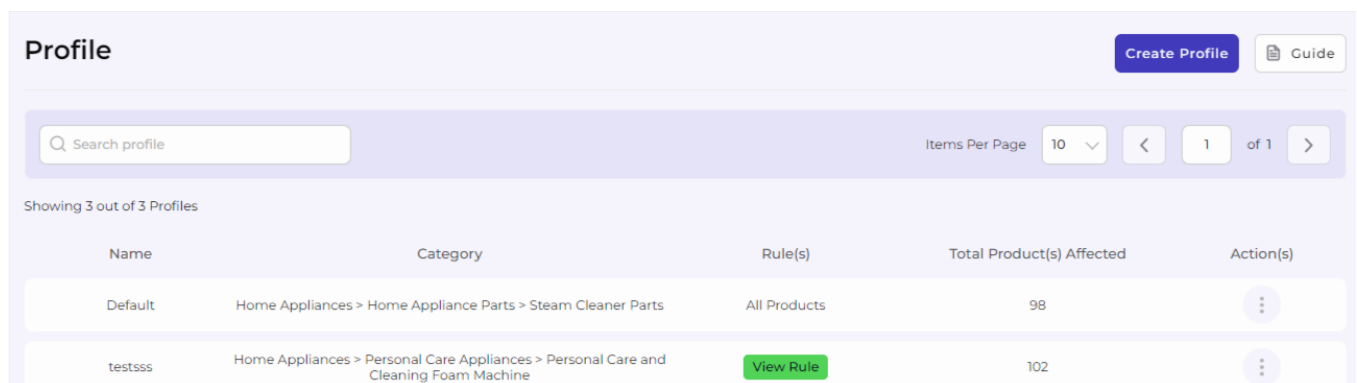 Profile
Create Profile
Guide
Search profile
Items Per Page 10 1 of 1
Showing 3 out of 3 Profiles
Name Category Rule(s) Total Product(s) Affected Action(s)
Default Home Appliances > Home Appliance Parts > Steam Cleaner Parts All Products 98
testsss Home Appliances > Personal Care Appliances > Personal Care and
Cleaning Foam Machine View Rule 102